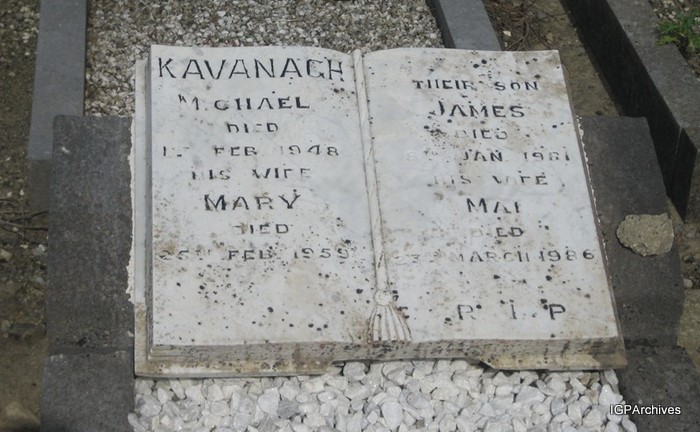 KAVANAGH
MICHAEL
DIED
FEB 1948
HIS WIFE
MARY
DIED
FEB 1959
THEIR SON
JAMES
DIED
JAN 1981
HIS WIFE
MAI
DIED
MARCH 1986
R I P
IGPArchives